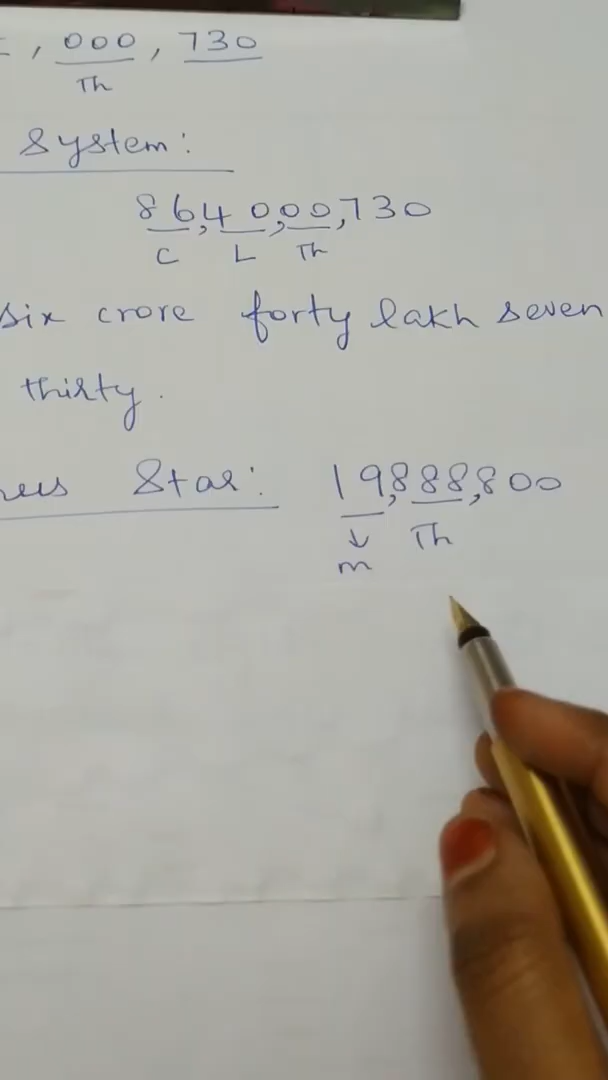 , 000, 730
Th
System:
86,40,00,730
C L Th
six crore forty lakh seven
thirty.
Star: 19,888,800
↓ Th
m